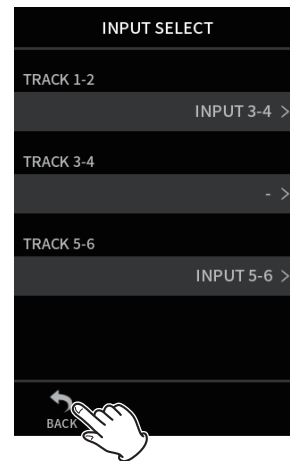 INPUT SELECT
TRACK 1-2
INPUT 3-4 >
TRACK 3-4
- >
TRACK 5-6
INPUT 5-6 >
BACK